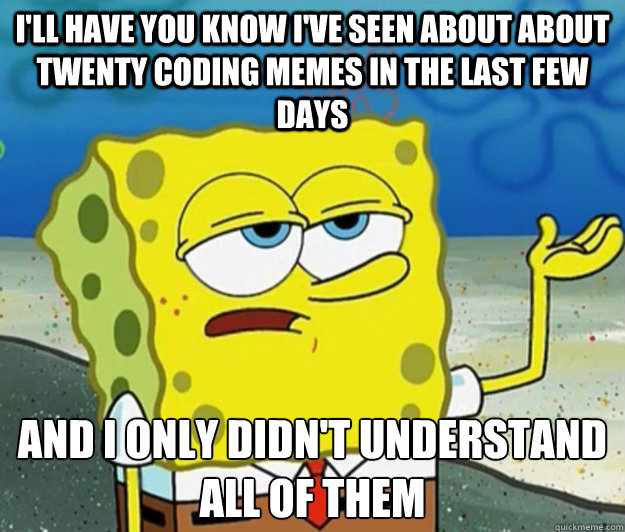 I'LL HAVE YOU KNOW I'VE SEEN ABOUT ABOUT
TWENTY CODING MEMES IN THE LAST FEW
DAYS
AND I ONLY DIDN'T UNDERSTAND
ALL OF THEM
quickmeme.com